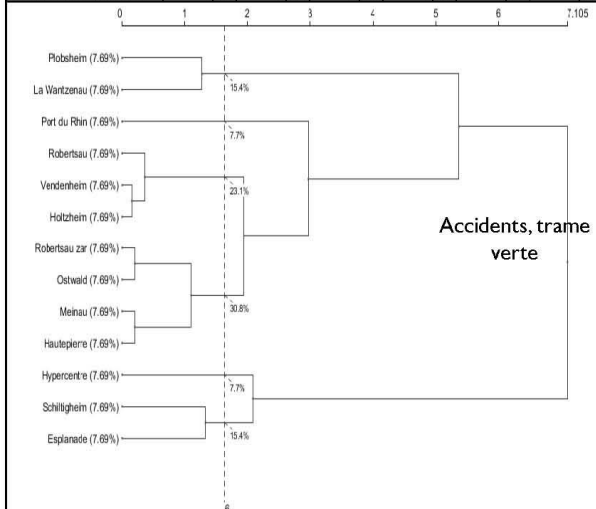 0 1 2 3 4 5 6 7.105
Plobsheim (7.69%)
15.4%
La Wantzenau (7.69%)
Port du Rhin (7.69%)
7.7%
Robertsau (7.69%)
Vendenheim (7.69%)
23.1%
Holtzheim (7.69%)
Accidents, trame
verte
Robertsau zar (7.69%)
Ostwald (7.69%)
30.8%
Meinau (7.69%)
Hautepierre (7.69%)
Hypercentre (7.69%)
7.7%
Schiltigheim (7.69%)
15.4%
Esplanade (7.69%)
6